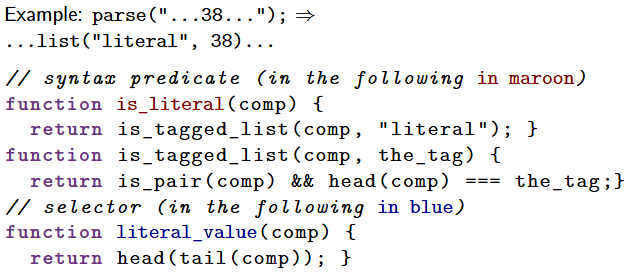 Example: parse("...38..."); ⇒
...list("literal", 38)...
// syntax predicate (in the following in maroon)
function is_literal(comp) {
  return is_tagged_list(comp, "literal"); }
function is_tagged_list(comp, the_tag) {
  return is_pair(comp) && head(comp) === the_tag;}
// selector (in the following in blue)
function literal_value(comp) {
  return head(tail(comp)); }